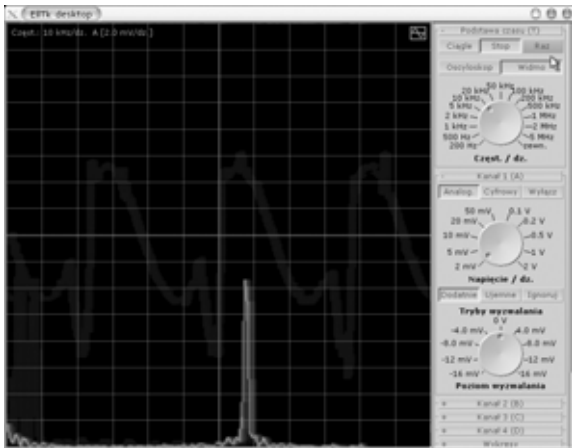 ERTk desktop
Częst.: 10 kHz/dz. A [2.0 mV/dz.]
Podstawa czasu (T)
Ciągle Stop Raz
Oscyloskop Widmo
50 kHz
20 kHz 100 kHz
10 kHz 200 kHz
5 kHz 500 kHz
2 kHz 1 MHz
1 kHz 2 MHz
500 Hz 5 MHz
200 Hz zewn.
Częst. / dz.
Kanał 1 (A)
Analog. Cyfrowy Wyłącz
50 mV 0.1 V
20 mV 0.2 V
10 mV 0.5 V
5 mV 1 V
2 mV 2 V
Napięcie / dz.
Dodatnie Ujemne Ignoruj
Tryby wyzwalania
0 V
-4.0 mV 4.0 mV
-8.0 mV 8.0 mV
-12 mV 12 mV
-16 mV 16 mV
Poziom wyzwalania
Kanał 2 (B)
Kanał 3 (C)
Kanał 4 (D)
Wykresy